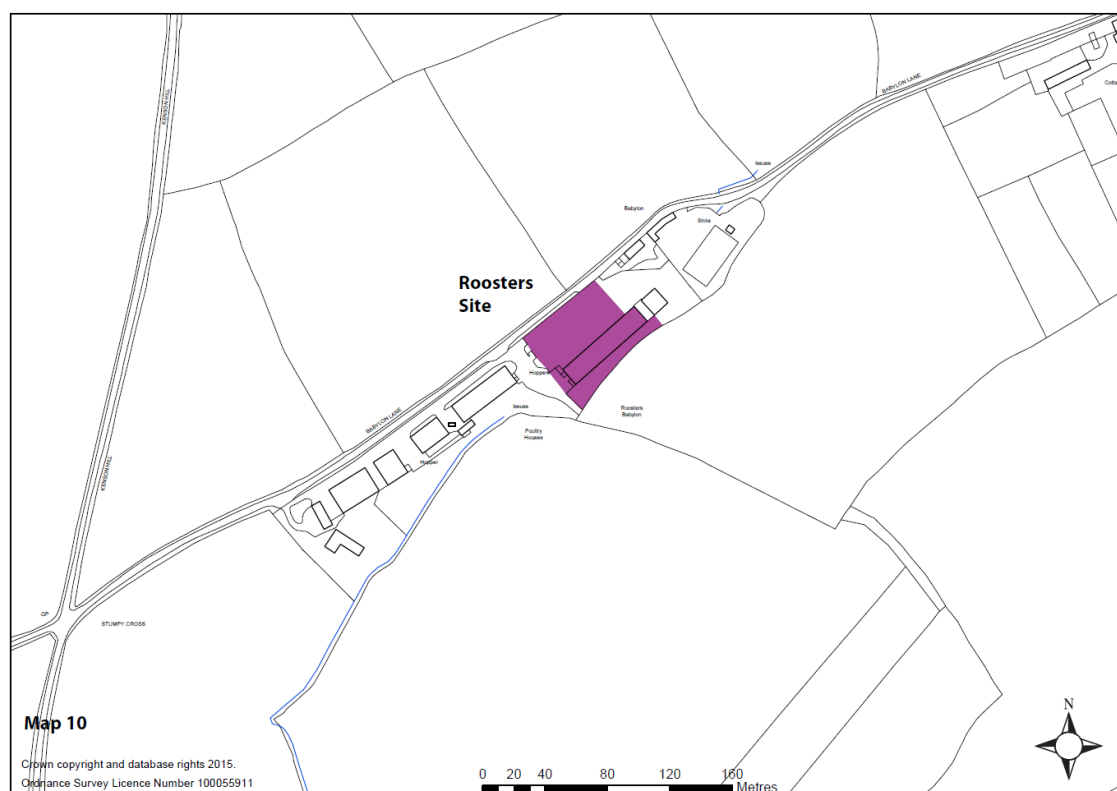 BABYLON LANE
Cotta
KENSON HILL
Issues
Babylon
Sinks
Roosters
Site
Hoppers
Issues
Roosters
Babylon
BABYLON LANE
Poultry
Houses
Hopper
KENSON HILL
GP
STUMPY CROSS
N
Map 10
Crown copyright and database rights 2015.
Ordnance Survey Licence Number 100055911
0 20 40 80 120 160
Metres